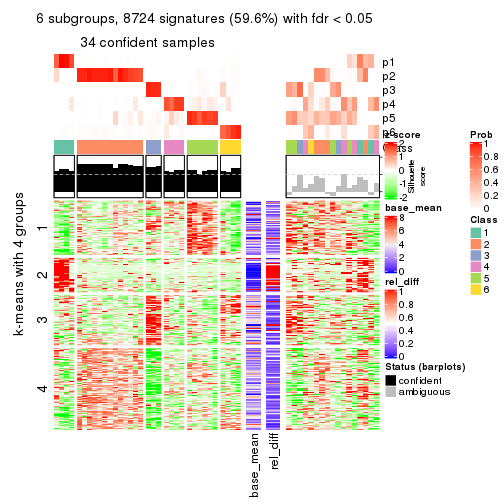 6 subgroups, 8724 signatures (59.6%) with fdr < 0.05
34 confident samples
p1
p2
p3
p4
p5
p6
z-score
2
1
0
-1
-2
Silhouette
score
k-means with 4 groups
1
2
3
4
base_mean
rel_diff
base_mean
8
6
4
2
0
rel_diff
1
0.8
0.6
0.4
0.2
0
Status (barplots)
confident
ambiguous
Prob
1
0.8
0.6
0.4
0.2
0
Class
1
2
3
4
5
6